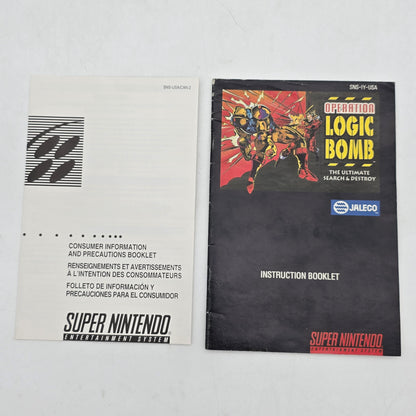 SNS-USA/CAN-2
CONSUMER INFORMATION
AND PRECAUTIONS BOOKLET
RENSEIGNEMENTS ET AVERTISSEMENTS
À L'INTENTION DES CONSOMMATEURS
FOLLETO DE INFORMACIÓN Y
PRECAUCIONES PARA EL CONSUMIDOR
SUPER NINTENDO
ENTERTAINMENT SYSTEM
SNS-IY-USA
OPERATION
LOGIC
BOMB
THE ULTIMATE
SEARCH & DESTROY
JALECO
INSTRUCTION BOOKLET
SUPER NINTENDO
ENTERTAINMENT SYSTEM